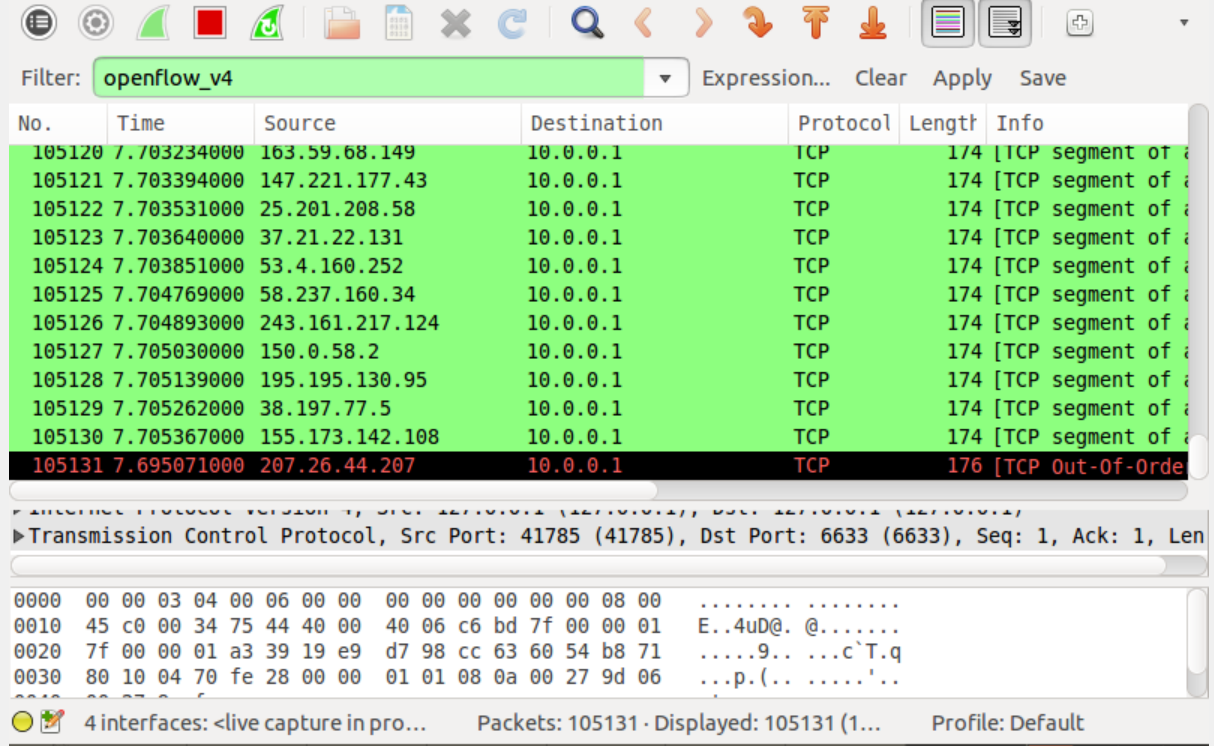 Filter: openflow_v4 Expression... Clear Apply Save
No. Time Source Destination Protocol Length Info
105120 7.703234000 163.59.68.149 10.0.0.1 TCP 174 [TCP segment of a
105121 7.703394000 147.221.177.43 10.0.0.1 TCP 174 [TCP segment of a
105122 7.703531000 25.201.208.58 10.0.0.1 TCP 174 [TCP segment of a
105123 7.703640000 37.21.22.131 10.0.0.1 TCP 174 [TCP segment of a
105124 7.703851000 53.4.160.252 10.0.0.1 TCP 174 [TCP segment of a
105125 7.704769000 58.237.160.34 10.0.0.1 TCP 174 [TCP segment of a
105126 7.704893000 243.161.217.124 10.0.0.1 TCP 174 [TCP segment of a
105127 7.705030000 150.0.58.2 10.0.0.1 TCP 174 [TCP segment of a
105128 7.705139000 195.195.130.95 10.0.0.1 TCP 174 [TCP segment of a
105129 7.705262000 38.197.77.5 10.0.0.1 TCP 174 [TCP segment of a
105130 7.705367000 155.173.142.108 10.0.0.1 TCP 174 [TCP segment of a
105131 7.695071000 207.26.44.207 10.0.0.1 TCP 176 [TCP Out-Of-Orde
Internet Protocol Version 4, Src: 127.0.0.1 (127.0.0.1), Dst: 127.0.0.1 (127.0.0.1)
Transmission Control Protocol, Src Port: 41785 (41785), Dst Port: 6633 (6633), Seq: 1, Ack: 1, Len
0000 00 00 03 04 00 06 00 00 00 00 00 00 00 00 08 00 ........ ........
0010 45 c0 00 34 75 44 40 00 40 06 c6 bd 7f 00 00 01 E..4uD@. @.......
0020 7f 00 00 01 a3 39 19 e9 d7 98 cc 63 60 54 b8 71 .....9.. ...c`T.q
0030 80 10 04 70 fe 28 00 00 01 01 08 0a 00 27 9d 06 ...p.(.. .....'..
4 interfaces: <live capture in pro... Packets: 105131 · Displayed: 105131 (1... Profile: Default